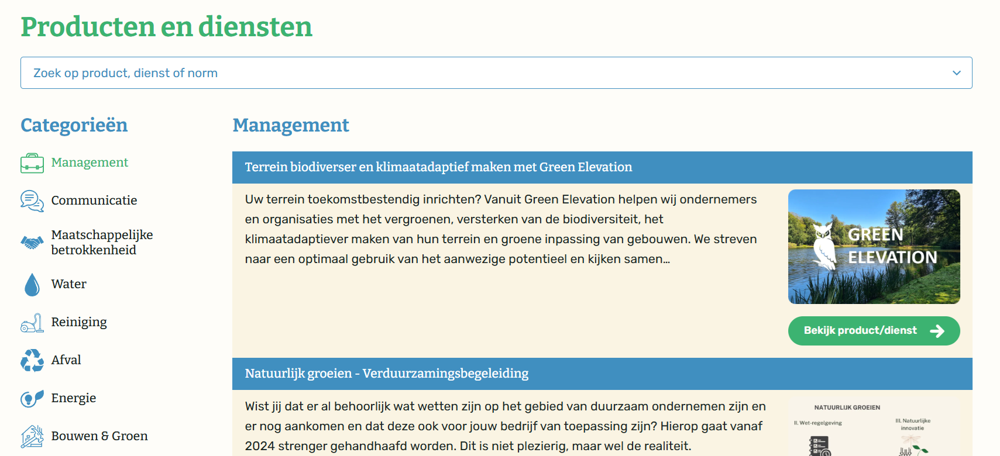 Producten en diensten
Zoek op product, dienst of norm
Categorieën
Management
Communicatie
Maatschappelijke
betrokkenheid
Water
Reiniging
Afval
Energie
Bouwen & Groen
Management
Terrein biodiverser en klimaatadaptief maken met Green Elevation
Uw terrein toekomstbestendig inrichten? Vanuit Green Elevation helpen wij ondernemers
en organisaties met het vergroenen, versterken van de biodiversiteit, het
klimaatadaptiever maken van hun terrein en groene inpassing van gebouwen. We streven
naar een optimaal gebruik van het aanwezige potentieel en kijken samen…
GREEN
ELEVATION
Bekijk product/dienst
Natuurlijk groeien - Verduurzamingsbegeleiding
Wist jij dat er al behoorlijk wat wetten zijn op het gebied van duurzaam ondernemen zijn en
er nog aankomen en dat deze ook voor jouw bedrijf van toepassing zijn? Hierop gaat vanaf
2024 strenger gehandhaafd worden. Dit is niet plezierig, maar wel de realiteit.
NATUURLIJK GROEIEN
II. Wet-regelgeving
III. Natuurlijke
innovatie